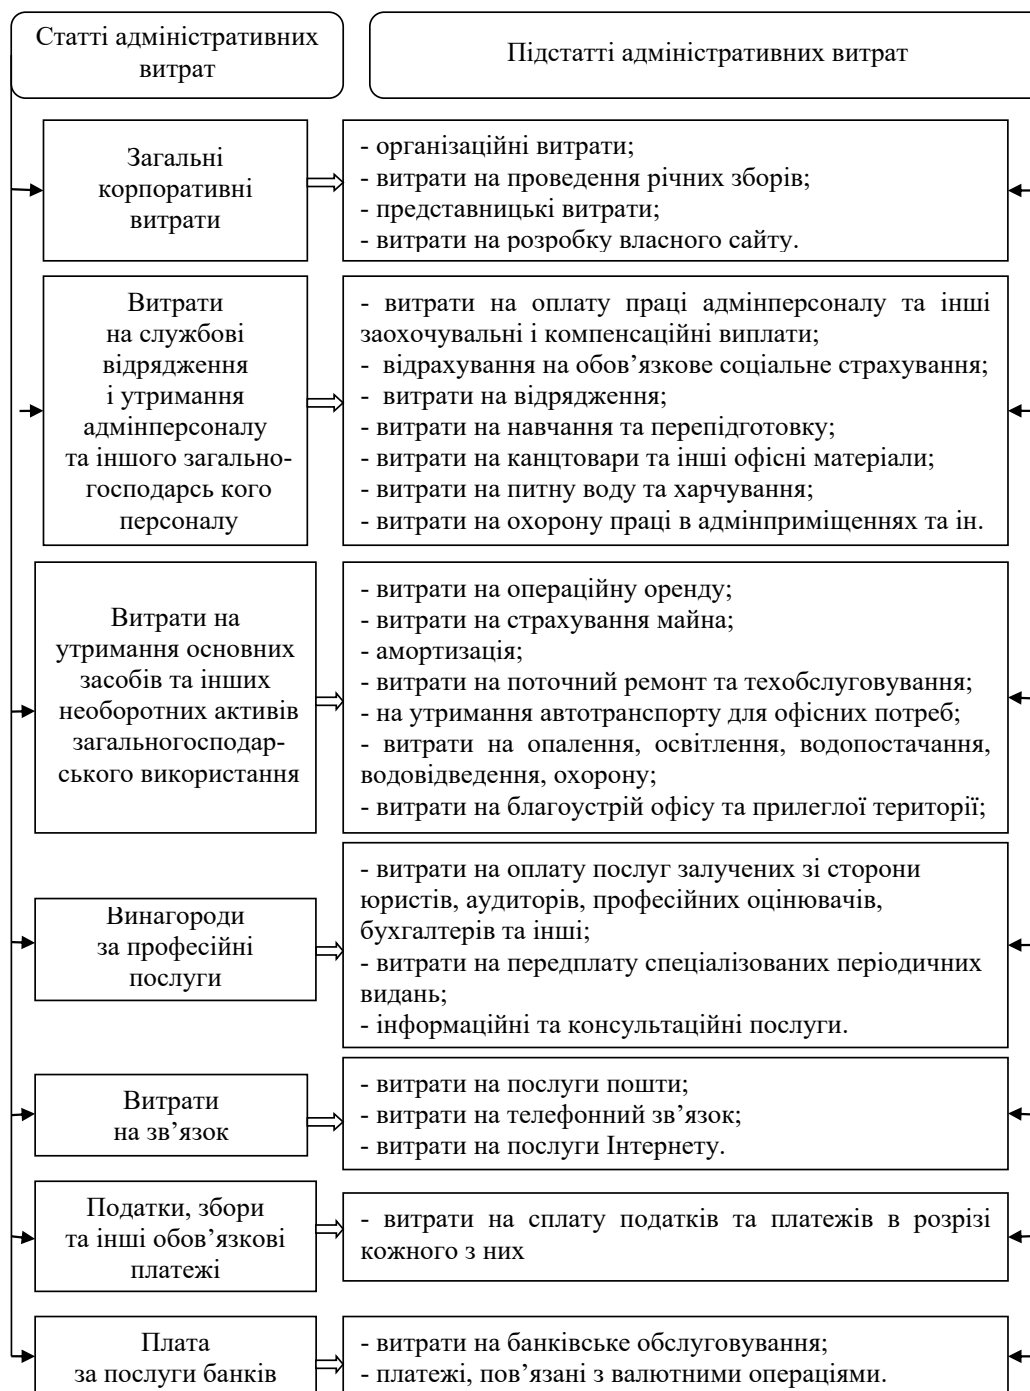 Статті адміністративних
витрат
Підстатті адміністративних витрат
Загальні
корпоративні
витрати
- організаційні витрати;
- витрати на проведення річних зборів;
- представницькі витрати;
- витрати на розробку власного сайту.
Витрати
на службові
відрядження
і утримання
адмінперсоналу
та іншого загально-
господарсь кого
персоналу
- витрати на оплату праці адмінперсоналу та інші
заохочувальні і компенсаційні виплати;
- відрахування на обов’язкове соціальне страхування;
- витрати на відрядження;
- витрати на навчання та перепідготовку;
- витрати на канцтовари та інші офісні матеріали;
- витрати на питну воду та харчування;
- витрати на охорону праці в адмінприміщеннях та ін.
Витрати на
утримання основних
засобів та інших
необоротних активів
загальногосподар-
ського використання
- витрати на операційну оренду;
- витрати на страхування майна;
- амортизація;
- витрати на поточний ремонт та техобслуговування;
- на утримання автотранспорту для офісних потреб;
- витрати на опалення, освітлення, водопостачання,
водовідведення, охорону;
- витрати на благоустрій офісу та прилеглої території;
Винагороди
за професійні
послуги
- витрати на оплату послуг залучених зі сторони
юристів, аудиторів, професійних оцінювачів,
бухгалтерів та інші;
- витрати на передплату спеціалізованих періодичних
видань;
- інформаційні та консультаційні послуги.
Витрати
на зв’язок
- витрати на послуги пошти;
- витрати на телефонний зв’язок;
- витрати на послуги Інтернету.
Податки, збори
та інші обов’язкові
платежі
- витрати на сплату податків та платежів в розрізі
кожного з них
Плата
за послуги банків
- витрати на банківське обслуговування;
- платежі, пов’язані з валютними операціями.